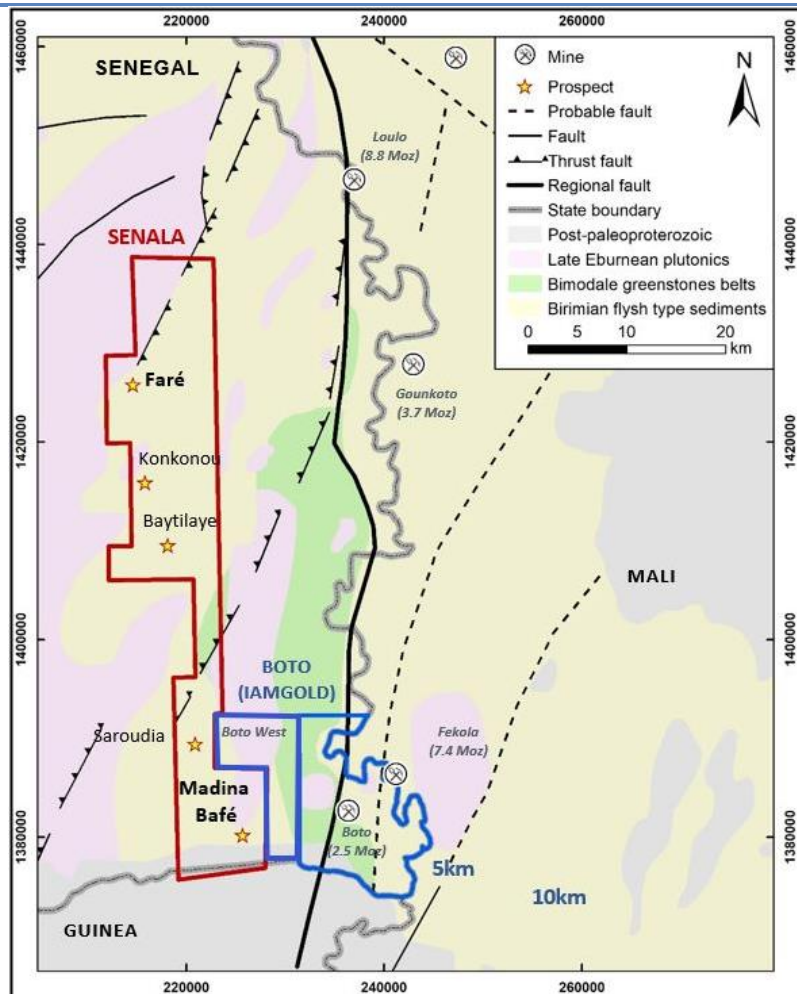 220000
240000
260000
1460000
1460000
SENEGAL
Mine
Prospect
Probable fault
Fault
Thrust fault
Regional fault
State boundary
Post-paleoproterozoic
Late Eburnean plutonics
Bimodale greenstones belts
Birimian flysh type sediments
0 10 20
km
N
Loulo
(8.8 Moz)
1440000
1440000
SENALA
Faré
Gounkoto
(3.7 Moz)
1420000
1420000
Konkonou
Baytilaye
MALI
1400000
1400000
BOTO
(IAMGOLD)
Saroudia
Boto West
Fekola
(7.4 Moz)
Madina
Bafé
Boto
(2.5 Moz)
1380000
1380000
5km
10km
GUINEA
220000
240000
260000